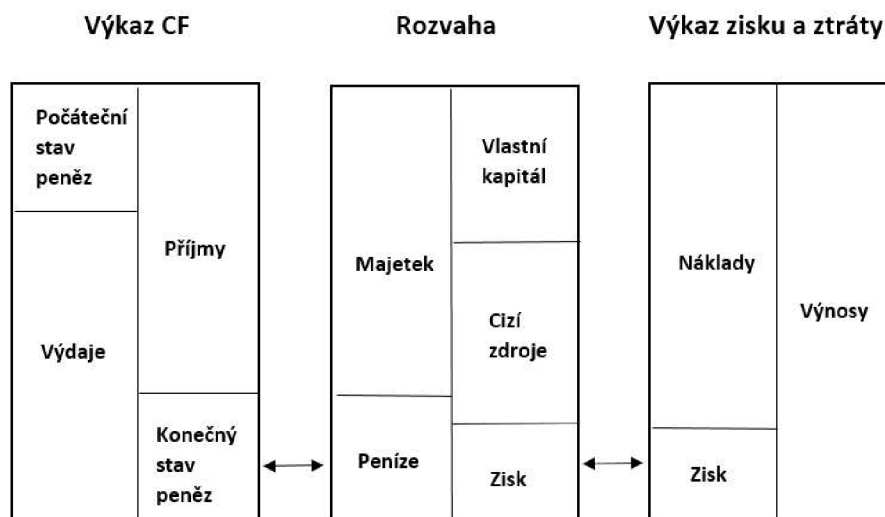 Výkaz CF
Rozvaha
Výkaz zisku a ztráty
Počáteční
stav
peněz
Příjmy
Výdaje
Konečný
stav
peněz
Majetek
Vlastní
kapitál
Cizí
zdroje
Peníze
Zisk
Náklady
Výnosy
Zisk